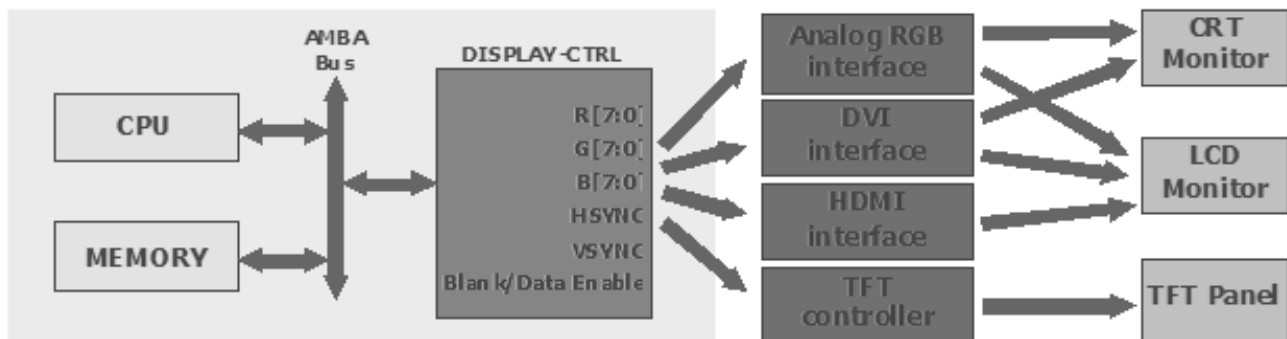 AMBA
Bus
CPU
MEMORY
DISPLAY-CTRL
R[7:0]
G[7:0]
B[7:0]
HSYNC
VSYNC
Blank/Data Enable
Analog RGB
interface
DVI
interface
HDMI
interface
TFT
controller
CRT
Monitor
LCD
Monitor
TFT Panel